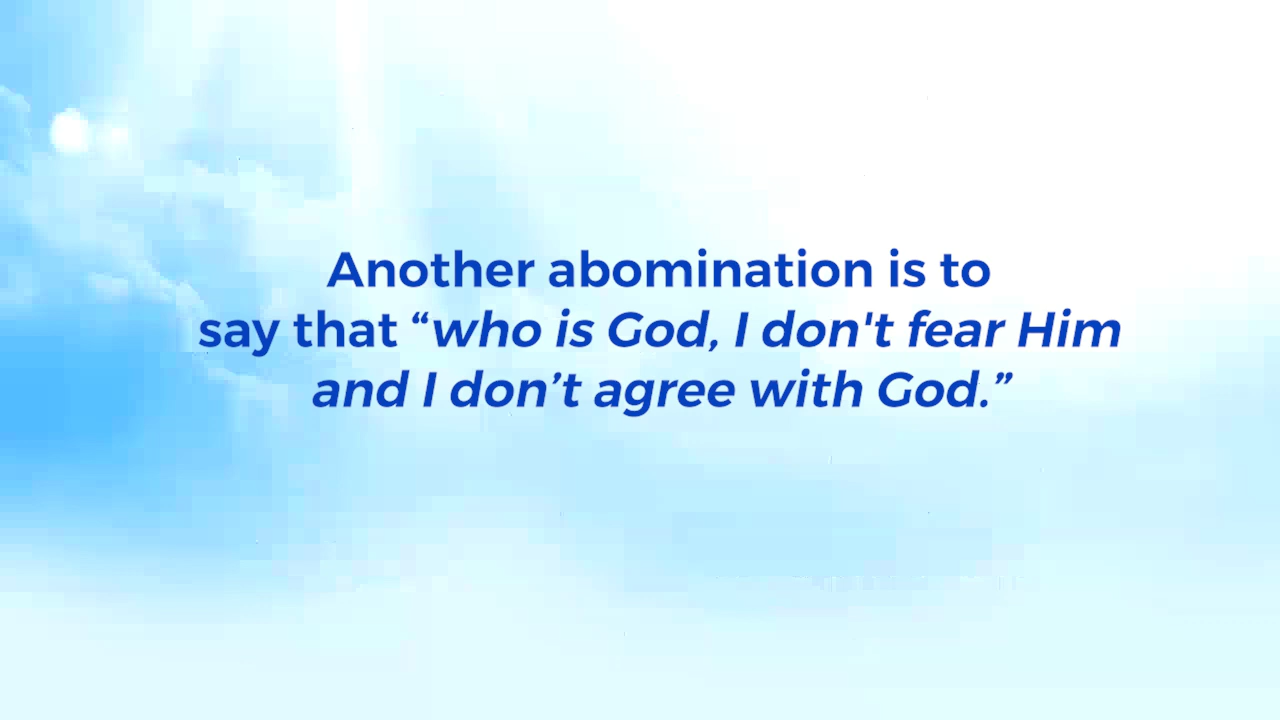 Another abomination is to
say that “who is God, I don't fear Him
and I don’t agree with God.”